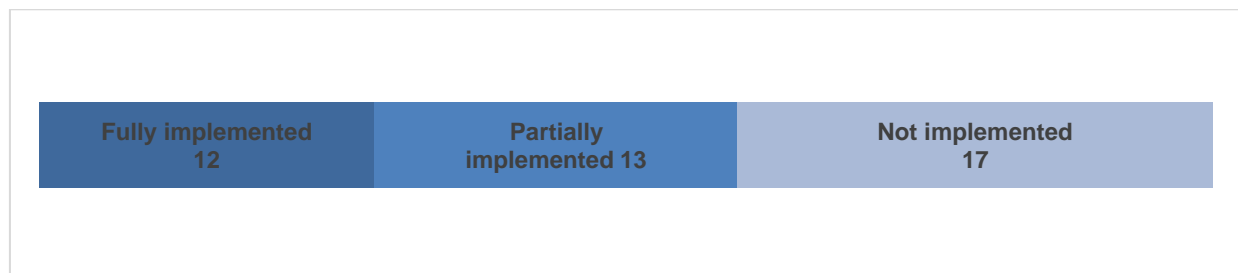 Fully implemented
12
Partially
implemented 13
Not implemented
17